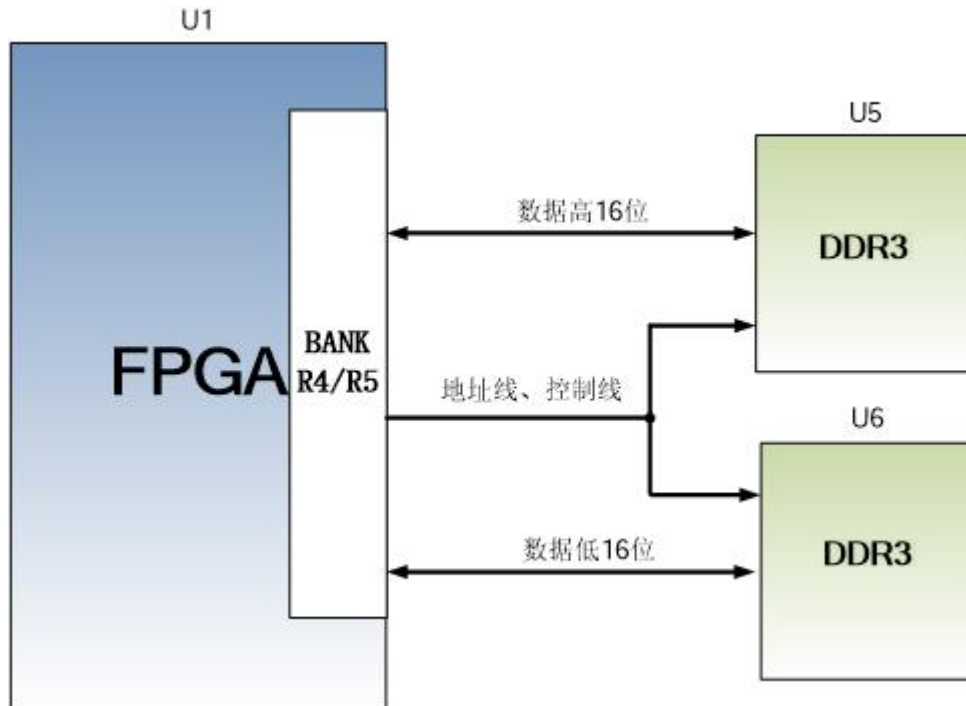 U1
U5
数据高16位
DDR3
FPGA
BANK
R4/R5
地址线、控制线
U6
数据低16位
DDR3